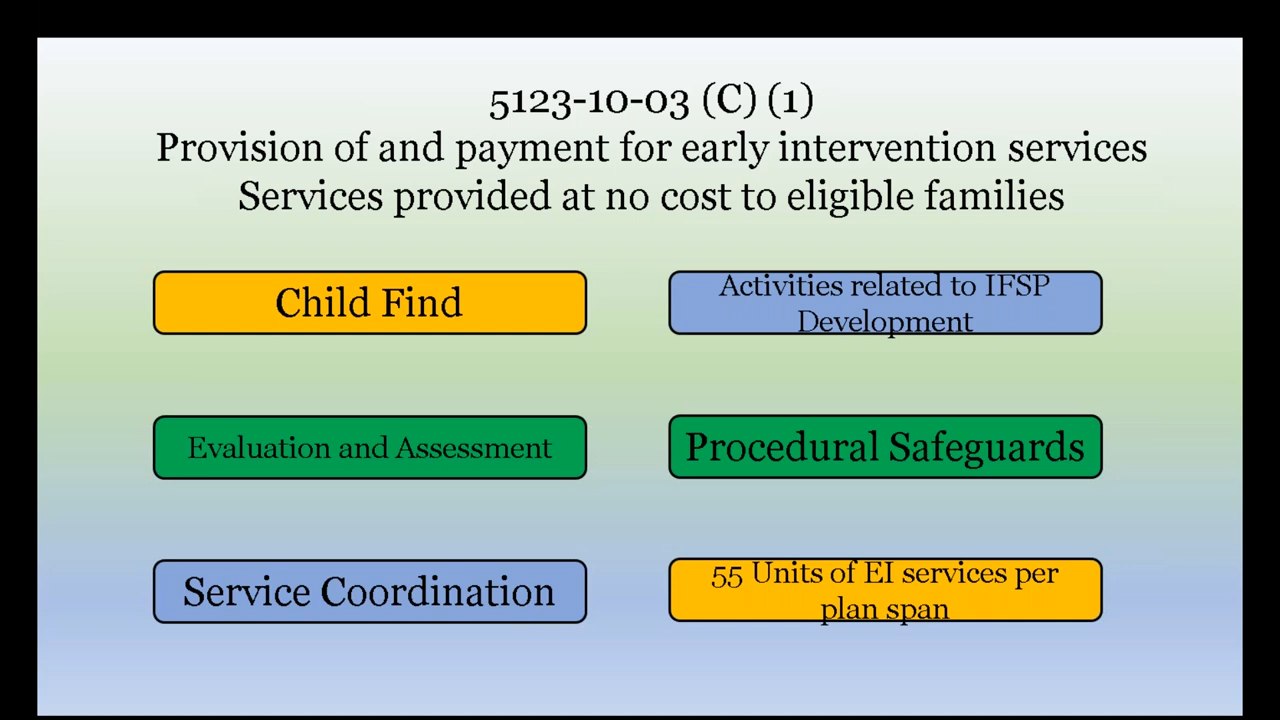 5123-10-03 (C) (1)
Provision of and payment for early intervention services
Services provided at no cost to eligible families
Child Find
Activities related to IFSP
Development
Evaluation and Assessment
Procedural Safeguards
Service Coordination
55 Units of EI services per
plan span